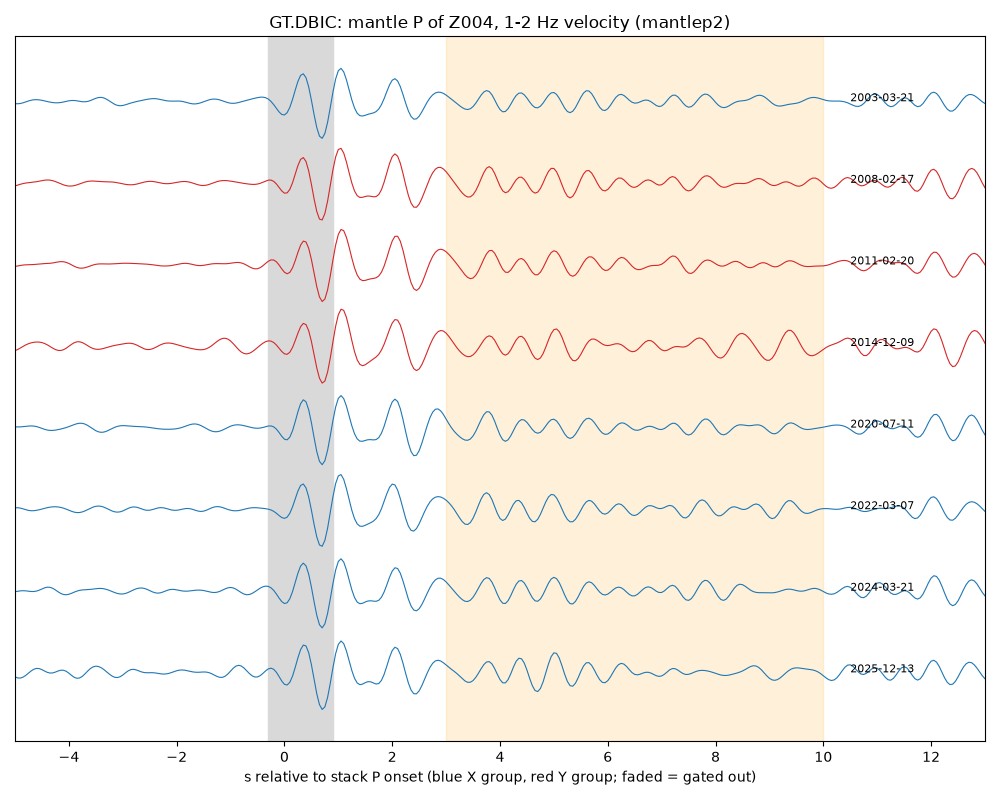 GT.DBIC: mantle P of Z004, 1-2 Hz velocity (mantlep2)
2003-03-21
2008-02-17
2011-02-20
2014-12-09
2020-07-11
2022-03-07
2024-03-21
2025-12-13
−4 −2 0 2 4 6 8 10 12
s relative to stack P onset (blue X group, red Y group; faded = gated out)